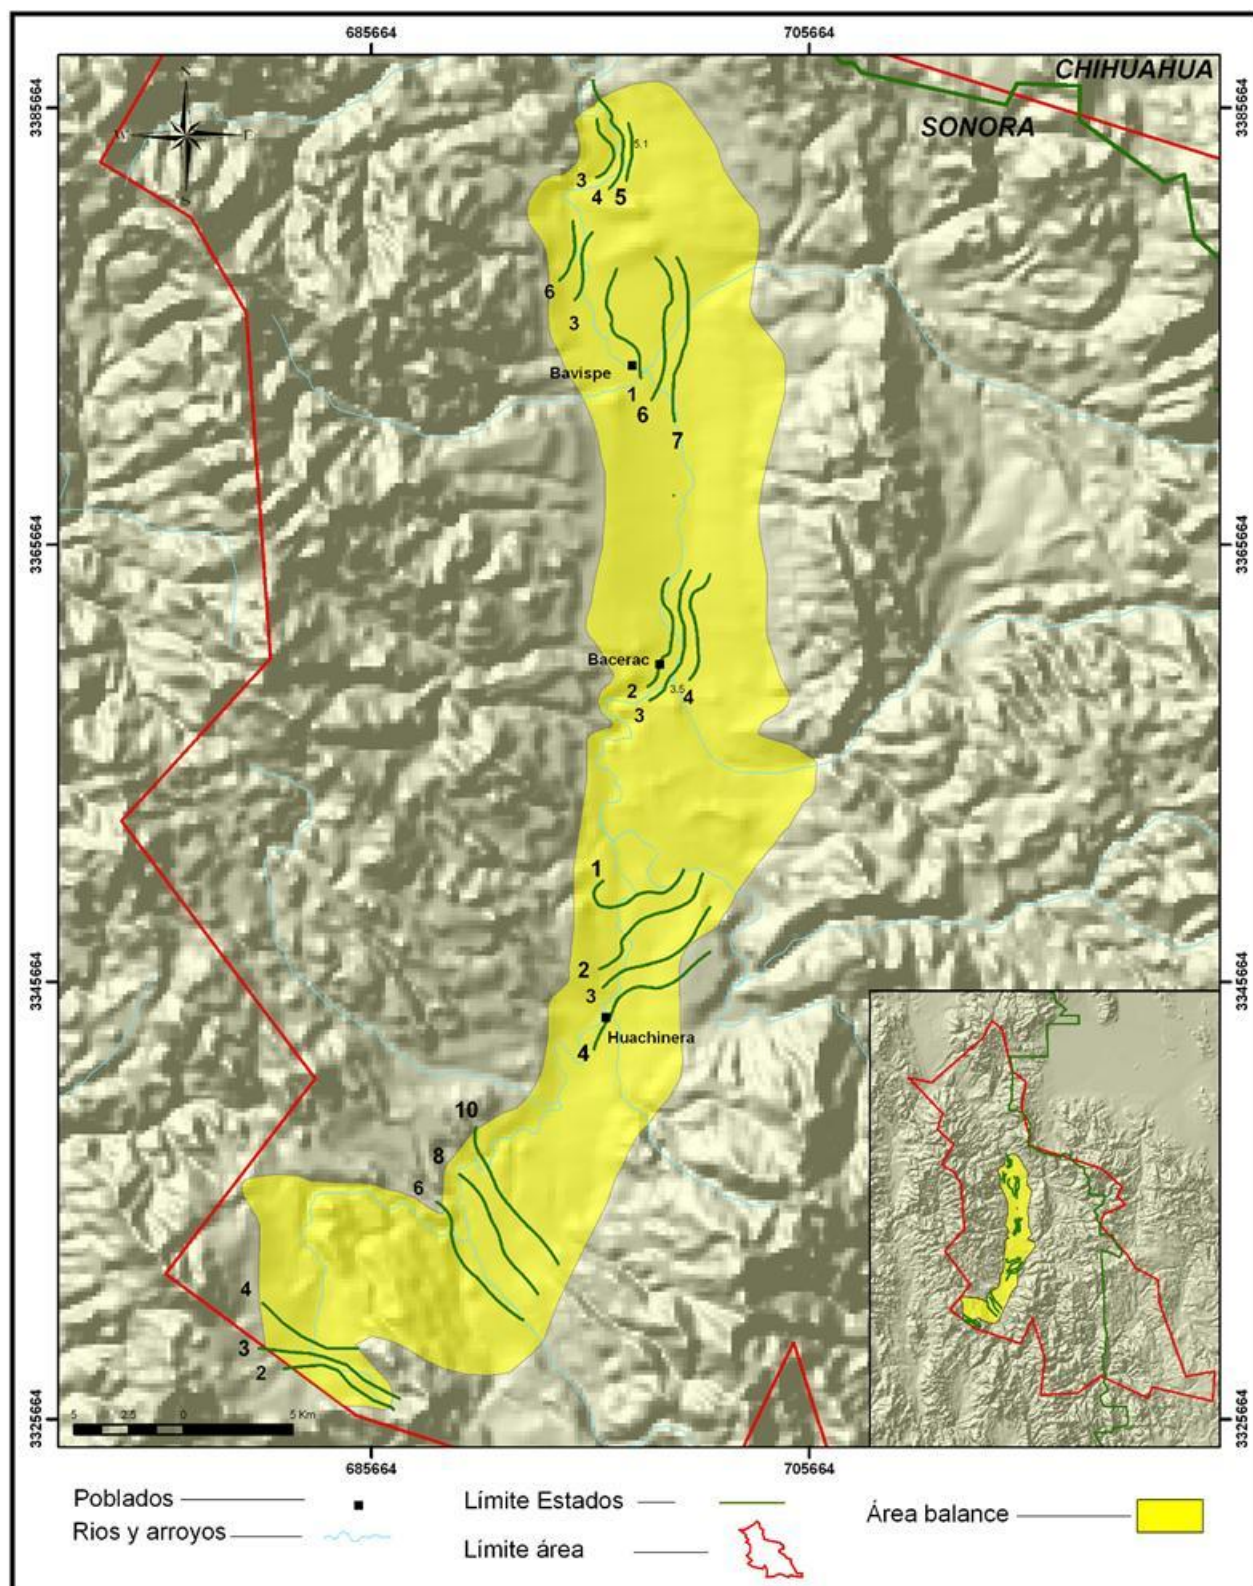 685664
705664
3385664
3385664
CHIHUAHUA
SONORA
N
W
E
S
5.1
3
4
5
6
3
Bavispe
1
6
7
3365664
3365664
Bacerac
2
3.5
4
3
1
2
3
3345664
3345664
Huachinera
4
10
8
6
4
3
2
5
2.5
0
5 Km
3325664
3325664
685664
705664
Poblados
Límite Estados
Área balance
Rios y arroyos
Límite área